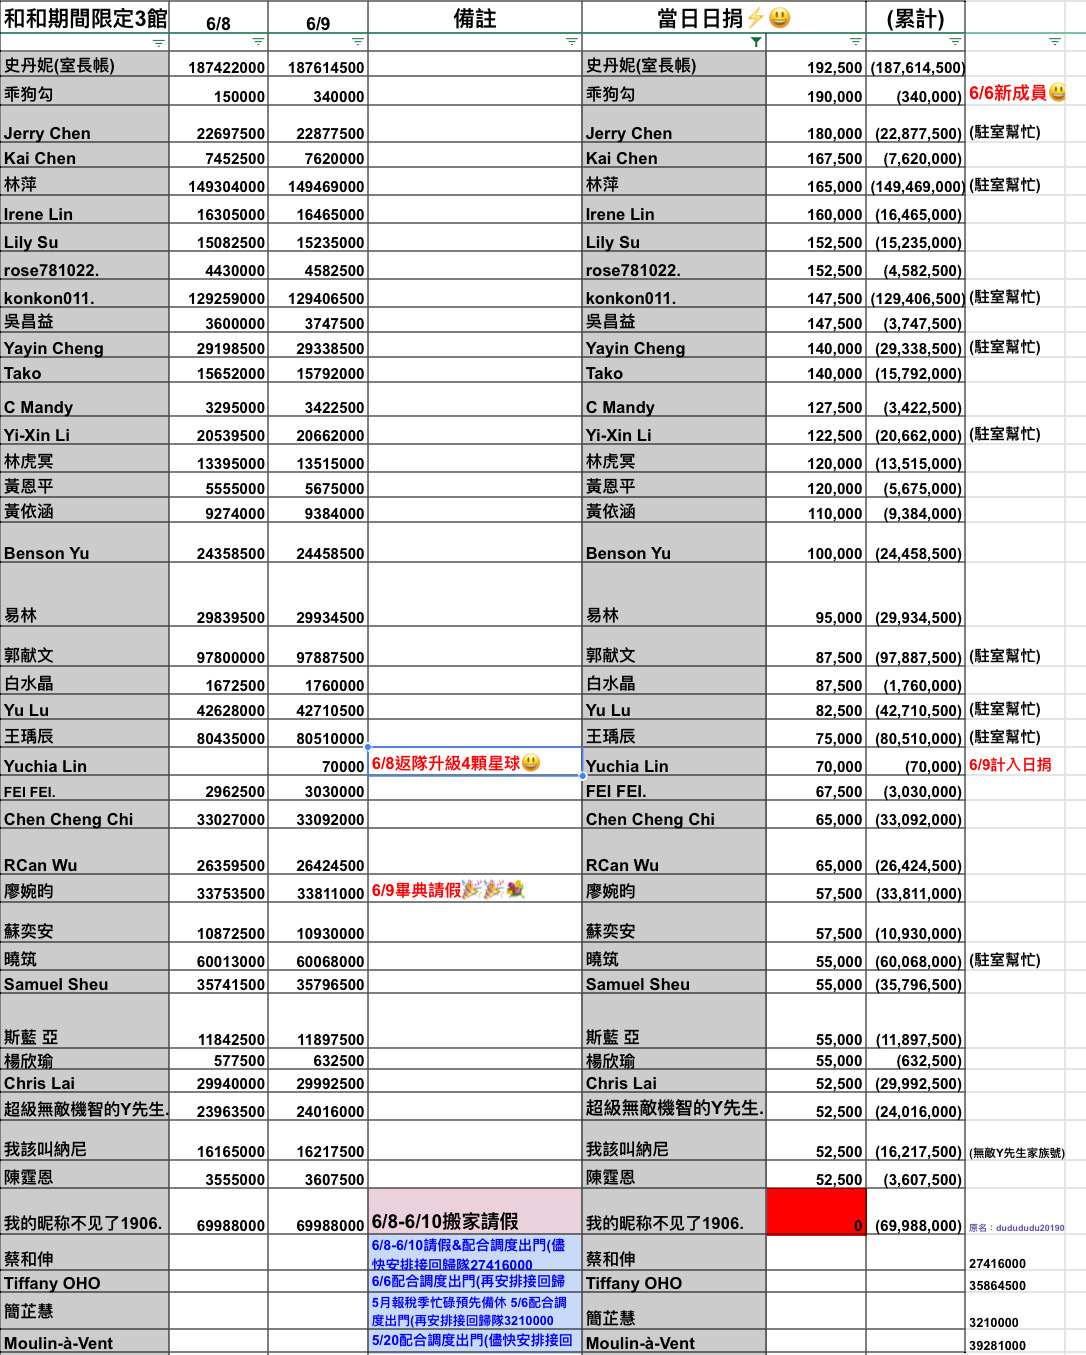 和和期間限定3館 6/8 6/9 備註 當日日捐⚡😃 (累計)
史丹妮(室長帳) 187422000 187614500 史丹妮(室長帳) 192,500 (187,614,500)
乖狗勾 150000 340000 乖狗勾 190,000 (340,000) 6/6新成員😃
Jerry Chen 22697500 22877500 Jerry Chen 180,000 (22,877,500) (駐室幫忙)
Kai Chen 7452500 7620000 Kai Chen 167,500 (7,620,000)
林萍 149304000 149469000 林萍 165,000 (149,469,000) (駐室幫忙)
Irene Lin 16305000 16465000 Irene Lin 160,000 (16,465,000)
Lily Su 15082500 15235000 Lily Su 152,500 (15,235,000)
rose781022. 4430000 4582500 rose781022. 152,500 (4,582,500)
konkon011. 129259000 129406500 konkon011. 147,500 (129,406,500) (駐室幫忙)
吳昌益 3600000 3747500 吳昌益 147,500 (3,747,500)
Yayin Cheng 29198500 29338500 Yayin Cheng 140,000 (29,338,500) (駐室幫忙)
Tako 15652000 15792000 Tako 140,000 (15,792,000)
C Mandy 3295000 3422500 C Mandy 127,500 (3,422,500)
Yi-Xin Li 20539500 20662000 Yi-Xin Li 122,500 (20,662,000) (駐室幫忙)
林虎冥 13395000 13515000 林虎冥 120,000 (13,515,000)
黃恩平 5555000 5675000 黃恩平 120,000 (5,675,000)
黃依涵 9274000 9384000 黃依涵 110,000 (9,384,000)
Benson Yu 24358500 24458500 Benson Yu 100,000 (24,458,500)
易林 29839500 29934500 易林 95,000 (29,934,500)
郭献文 97800000 97887500 郭献文 87,500 (97,887,500) (駐室幫忙)
白水晶 1672500 1760000 白水晶 87,500 (1,760,000)
Yu Lu 42628000 42710500 Yu Lu 82,500 (42,710,500) (駐室幫忙)
王瑀辰 80435000 80510000 王瑀辰 75,000 (80,510,000) (駐室幫忙)
Yuchia Lin 70000 6/8返隊升級4顆星球😃 Yuchia Lin 70,000 (70,000) 6/9計入日捐
FEI FEI. 2962500 3030000 FEI FEI. 67,500 (3,030,000)
Chen Cheng Chi 33027000 33092000 Chen Cheng Chi 65,000 (33,092,000)
RCan Wu 26359500 26424500 RCan Wu 65,000 (26,424,500)
廖婉昀 33753500 33811000 6/9畢典請假🎉🎉💐 廖婉昀 57,500 (33,811,000)
蘇奕安 10872500 10930000 蘇奕安 57,500 (10,930,000)
曉筑 60013000 60068000 曉筑 55,000 (60,068,000) (駐室幫忙)
Samuel Sheu 35741500 35796500 Samuel Sheu 55,000 (35,796,500)
斯藍 亞 11842500 11897500 斯藍 亞 55,000 (11,897,500)
楊欣瑜 577500 632500 楊欣瑜 55,000 (632,500)
Chris Lai 29940000 29992500 Chris Lai 52,500 (29,992,500)
超級無敵機智的Y先生. 23963500 24016000 超級無敵機智的Y先生. 52,500 (24,016,000)
我該叫納尼 16165000 16217500 我該叫納尼 52,500 (16,217,500) (無敵Y先生家族號)
陳霆恩 3555000 3607500 陳霆恩 52,500 (3,607,500)
我的昵称不见了1906. 69988000 69988000 6/8-6/10搬家請假 我的昵称不见了1906. 0 (69,988,000) 原名：dudududu20190
蔡和伸 6/8-6/10請假&配合調度出門(儘 蔡和伸 27416000
快安排接回歸隊27416000
Tiffany OHO 6/6配合調度出門(再安排接回歸 Tiffany OHO 35864500
簡芷慧 5月報稅季忙碌預先備休 5/6配合調 簡芷慧 3210000
度出門(再安排接回歸隊3210000
Moulin-à-Vent 5/20配合調度出門(儘快安排接回 Moulin-à-Vent 39281000